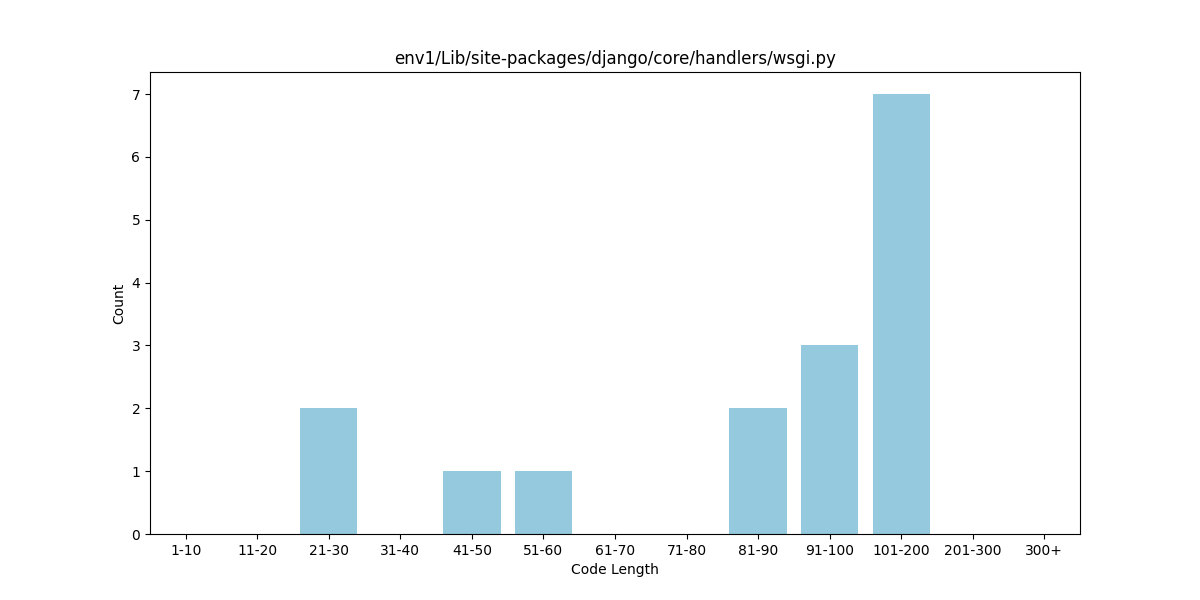 env1/Lib/site-packages/django/core/handlers/wsgi.py
7
6
5
4
3
2
1
0
Count
1-10 11-20 21-30 31-40 41-50 51-60 61-70 71-80 81-90 91-100 101-200 201-300 300+
Code Length